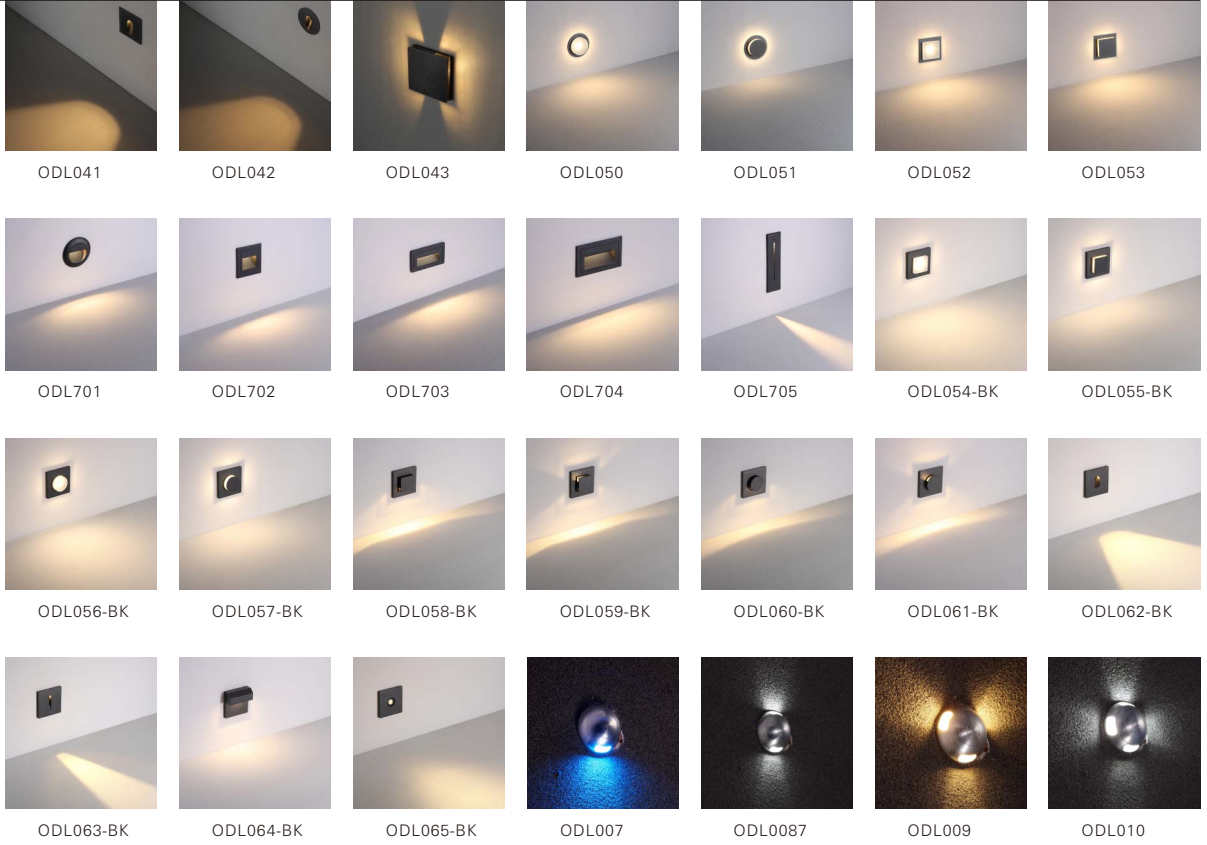 ODL041 ODL042 ODL043 ODL050 ODL051 ODL052 ODL053
ODL701 ODL702 ODL703 ODL704 ODL705 ODL054-BK ODL055-BK
ODL056-BK ODL057-BK ODL058-BK ODL059-BK ODL060-BK ODL061-BK ODL062-BK
ODL063-BK ODL064-BK ODL065-BK ODL007 ODL0087 ODL009 ODL010